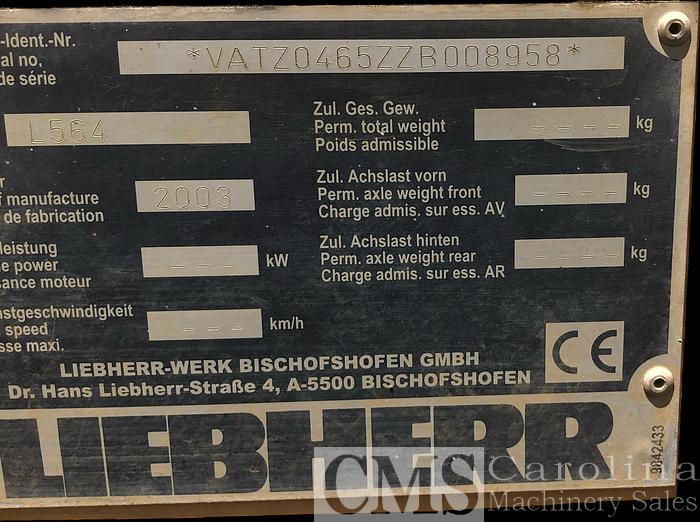 -Ident.-Nr.
al no,
de série
*VATZ0465ZZB008958*
L564
Zul. Ges. Gew.
Perm. total weight
Poids admissible
---- kg
r
f manufacture
de fabrication
2003
Zul. Achslast vorn
Perm. axle weight front
Charge admis. sur ess. AV
---- kg
leistung
e power
sance moteur
--- kW
Zul. Achslast hinten
Perm. axle weight rear
Charge admis. sur ess. AR
---- kg
nstgeschwindigkeit
. speed
sse maxi.
--- km/h
LIEBHERR-WERK BISCHOFSHOFEN GMBH
Dr. Hans Liebherr-Straße 4, A-5500 BISCHOFSHOFEN
CE
LIEBHERR
9842433
CMS Carolina
Machinery Sales